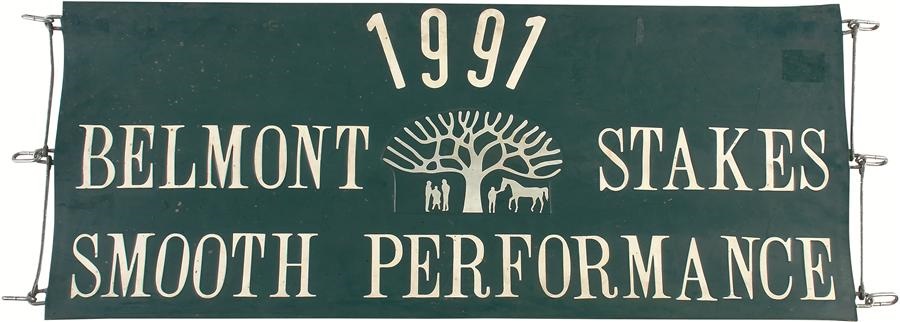 1991
BELMONT STAKES
SMOOTH PERFORMANCE